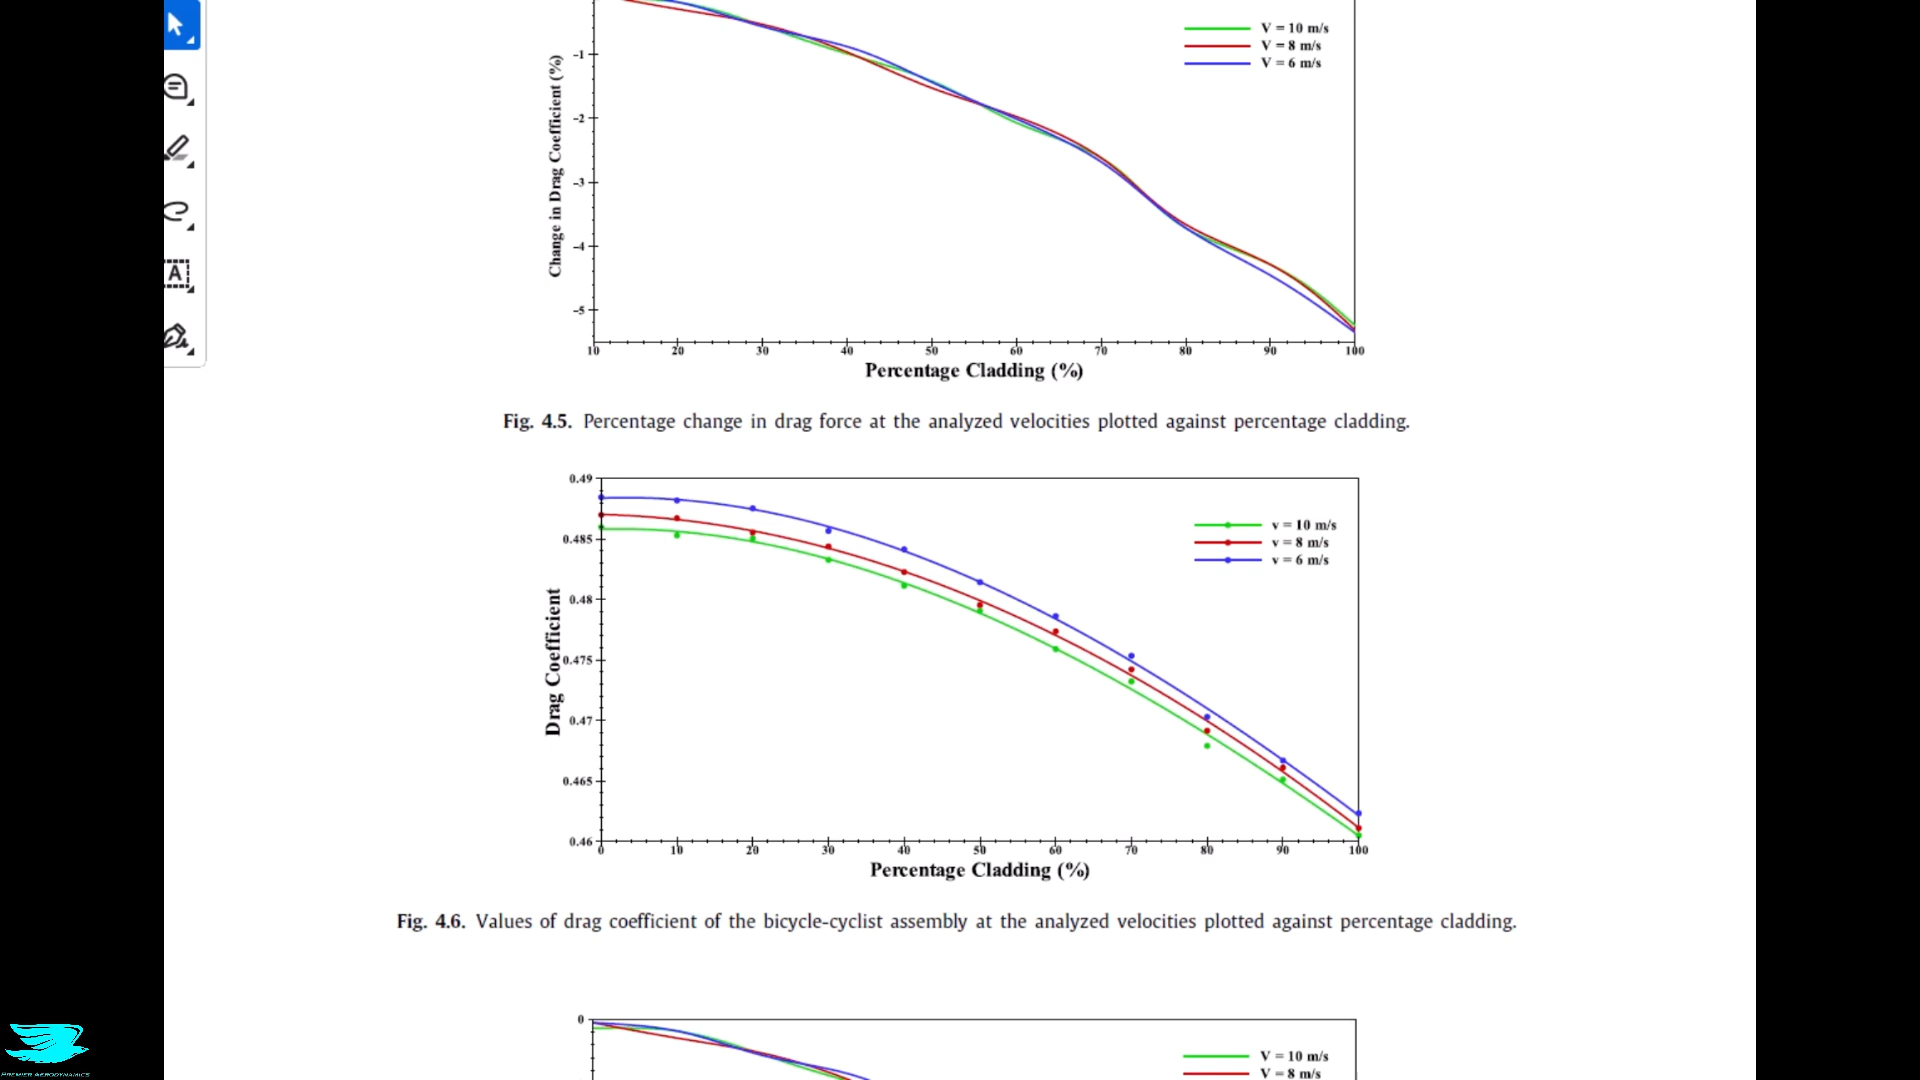 V = 10 m/s
V = 8 m/s
V = 6 m/s
Change in Drag Coefficient (%)
-1
-2
-3
-4
-5
10 20 30 40 50 60 70 80 90 100
Percentage Cladding (%)
Fig. 4.5. Percentage change in drag force at the analyzed velocities plotted against percentage cladding.
0.49
0.485
0.48
0.475
0.47
0.465
0.46
Drag Coefficient
v = 10 m/s
v = 8 m/s
v = 6 m/s
0 10 20 30 40 50 60 70 80 90 100
Percentage Cladding (%)
Fig. 4.6. Values of drag coefficient of the bicycle-cyclist assembly at the analyzed velocities plotted against percentage cladding.
0
V = 10 m/s
V = 8 m/s
A
PREMIER AERODYNAMICS